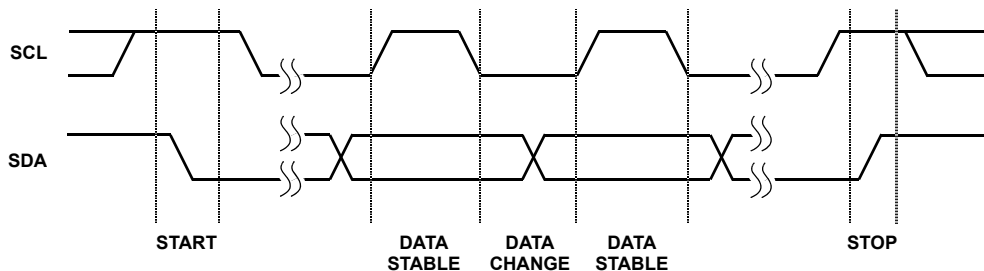 SCL
SDA
START
DATA
STABLE
DATA
CHANGE
DATA
STABLE
STOP